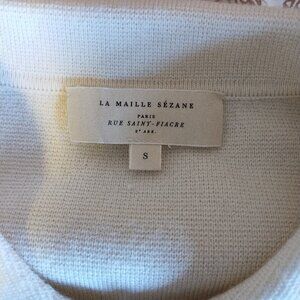 LA MAILLE SÉZANE
PARIS
RUE SAINT-FIACRE
2e ARR.
S